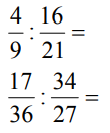 4/9 : 16/21 =
17/36 : 34/27 =